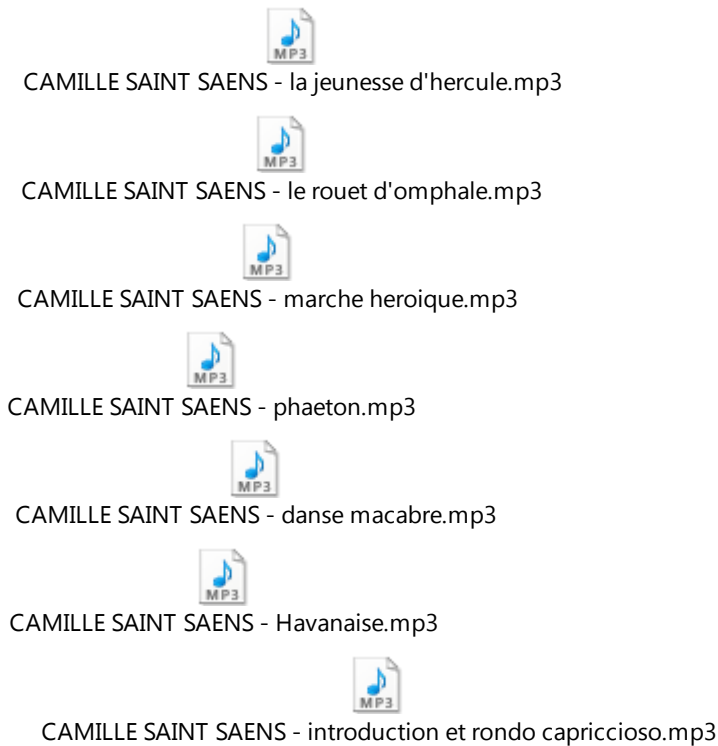 MP3
CAMILLE SAINT SAENS - la jeunesse d'hercule.mp3
MP3
CAMILLE SAINT SAENS - le rouet d'omphale.mp3
MP3
CAMILLE SAINT SAENS - marche heroique.mp3
MP3
CAMILLE SAINT SAENS - phaeton.mp3
MP3
CAMILLE SAINT SAENS - danse macabre.mp3
MP3
CAMILLE SAINT SAENS - Havanaise.mp3
MP3
CAMILLE SAINT SAENS - introduction et rondo capriccioso.mp3